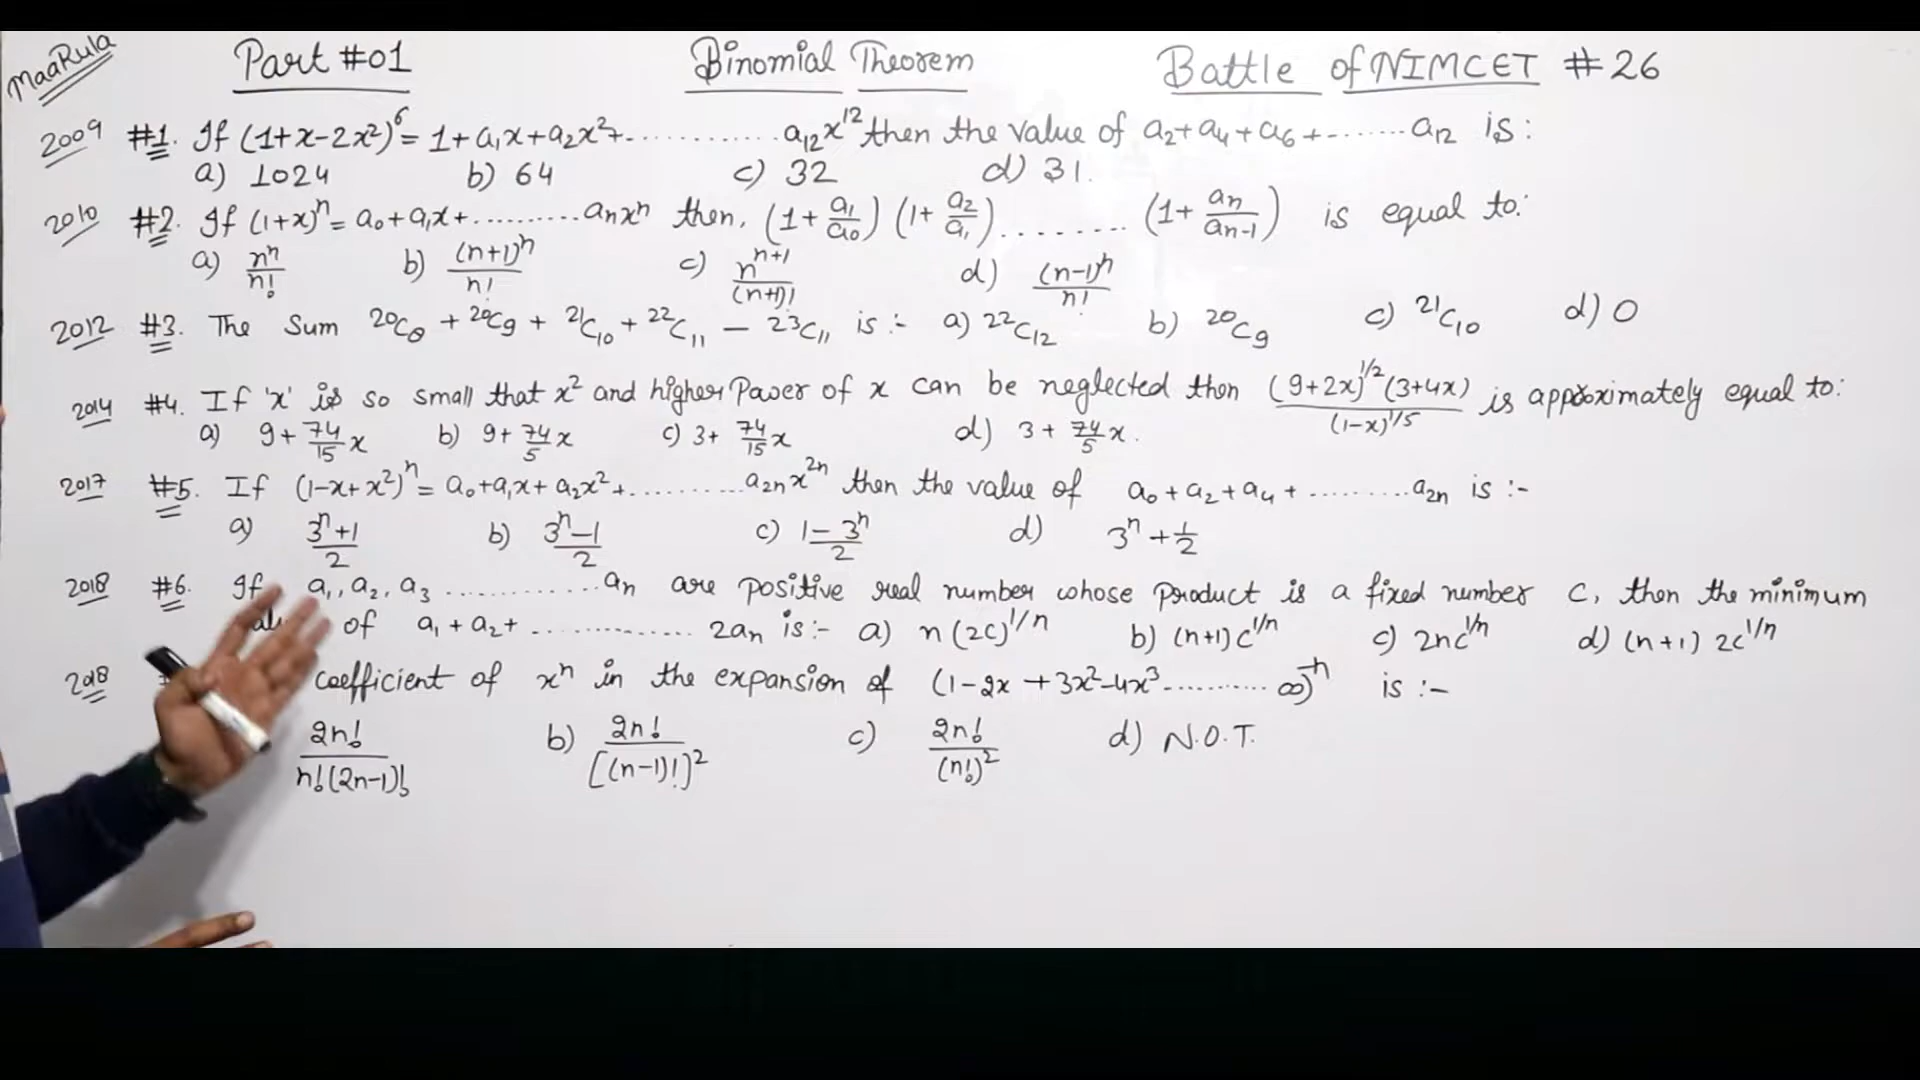 MaaRula
Part #01 Binomial Theorem Battle of NIMCET #26
2009 #1. If (1+x-2x²)⁶ = 1+a₁x+a₂x²+............a₁₂x¹² then the value of a₂+a₄+a₆+.......a₁₂ is:
a) 1024 b) 64 c) 32 d) 31.
2010 #2. If (1+x)ⁿ = a₀+a₁x+..........aₙxⁿ then, (1+a₁/a₀)(1+a₂/a₁)........(1+aₙ/aₙ₋₁) is equal to:
a) nⁿ/n! b) (n+1)ⁿ/n! c) nⁿ⁺¹/(n+1)! d) (n-1)ⁿ/n!
2012 #3. The Sum ²⁰C₈ + ²⁰C₉ + ²¹C₁₀ + ²²C₁₁ - ²³C₁₁ is :- a) ²²C₁₂ b) ²⁰C₉ c) ²¹C₁₀ d) 0
2014 #4. If 'x' is so small that x² and higher Power of x can be neglected then (9+2x)^1/2 (3+4x)/(1-x)^1/5 is approximately equal to:
a) 9+74/15 x b) 9+74/5 x c) 3+74/15 x d) 3+74/5 x.
2017 #5. If (1-x+x²)ⁿ = a₀+a₁x+a₂x²+.........a₂ₙx²ⁿ then the value of a₀+a₂+a₄+.........a₂ₙ is :-
a) 3ⁿ+1/2 b) 3ⁿ-1/2 c) 1-3ⁿ/2 d) 3ⁿ+1/2
2018 #6. If a₁, a₂, a₃ ............aₙ are positive real number whose product is a fixed number c, then the minimum
of a₁+a₂+..............2aₙ is:- a) n(2c)^1/n b) (n+1)c^1/n c) 2nc^1/n d) (n+1) 2c^1/n
2018 coefficient of xⁿ in the expansion of (1-2x+3x²-4x³..........∞)⁻ⁿ is :-
2n!/n!(2n-1)! b) 2n!/[(n-1)!]² c) 2n!/(n!)² d) N.O.T.